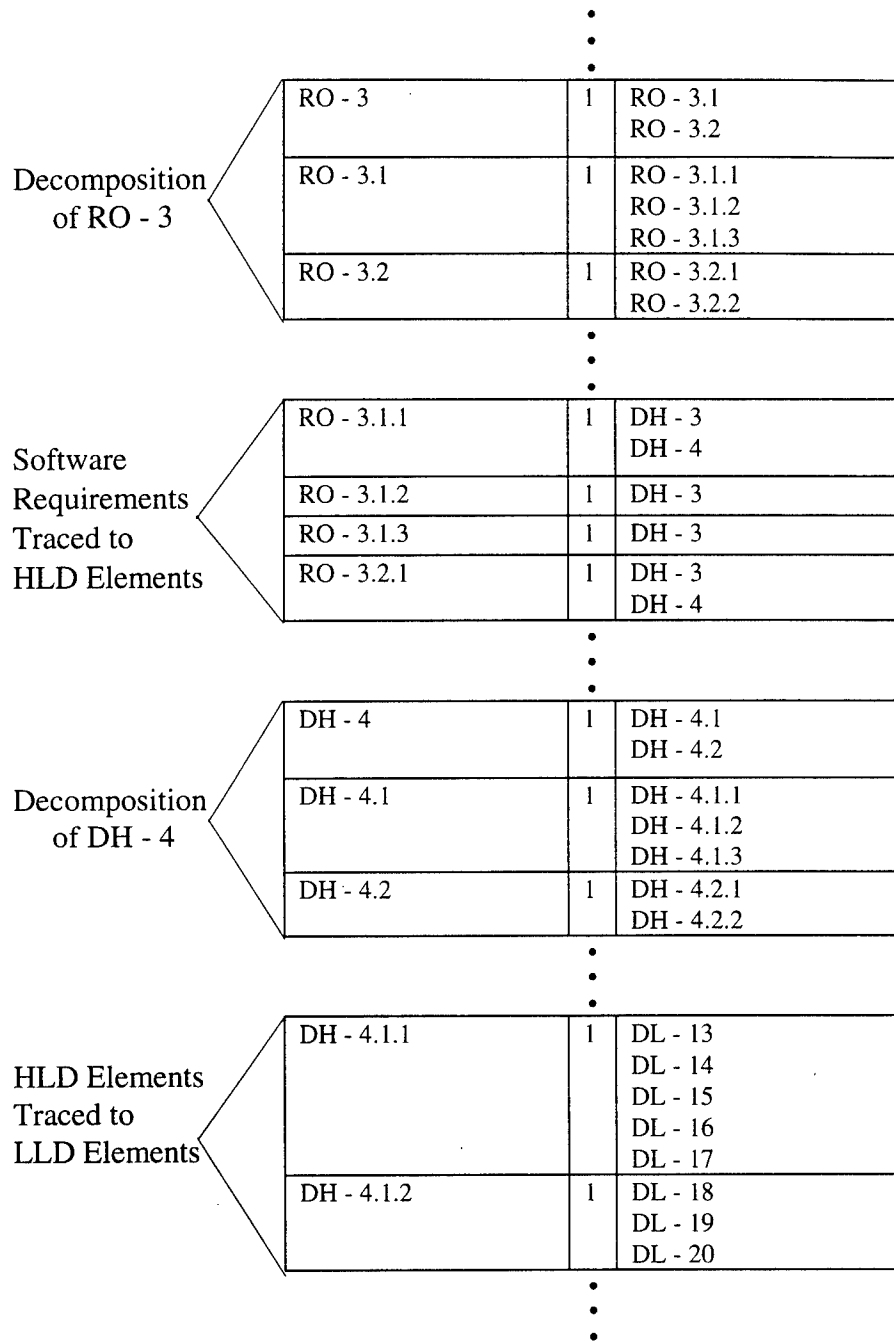 Decomposition
of RO - 3
RO - 3 1 RO - 3.1
RO - 3.2
RO - 3.1 1 RO - 3.1.1
RO - 3.1.2
RO - 3.1.3
RO - 3.2 1 RO - 3.2.1
RO - 3.2.2
Software
Requirements
Traced to
HLD Elements
RO - 3.1.1 1 DH - 3
DH - 4
RO - 3.1.2 1 DH - 3
RO - 3.1.3 1 DH - 3
RO - 3.2.1 1 DH - 3
DH - 4
Decomposition
of DH - 4
DH - 4 1 DH - 4.1
DH - 4.2
DH - 4.1 1 DH - 4.1.1
DH - 4.1.2
DH - 4.1.3
DH - 4.2 1 DH - 4.2.1
DH - 4.2.2
HLD Elements
Traced to
LLD Elements
DH - 4.1.1 1 DL - 13
DL - 14
DL - 15
DL - 16
DL - 17
DH - 4.1.2 1 DL - 18
DL - 19
DL - 20